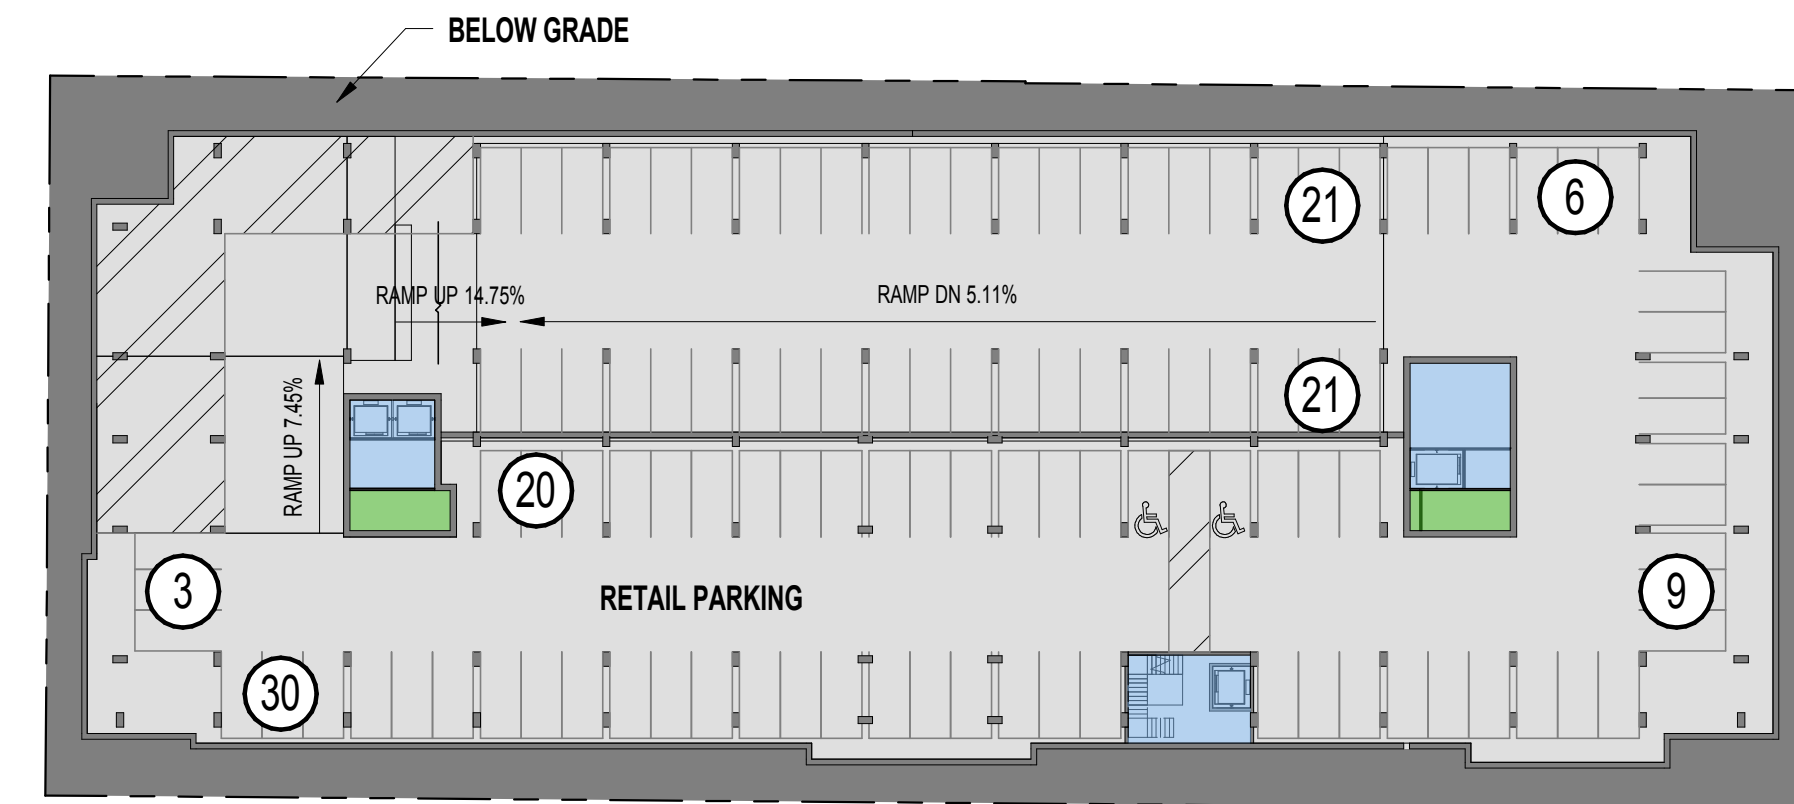 BELOW GRADE
21
6
RAMP UP 14.75%
RAMP DN 5.11%
RAMP UP 7.45%
21
20
3
RETAIL PARKING
9
30